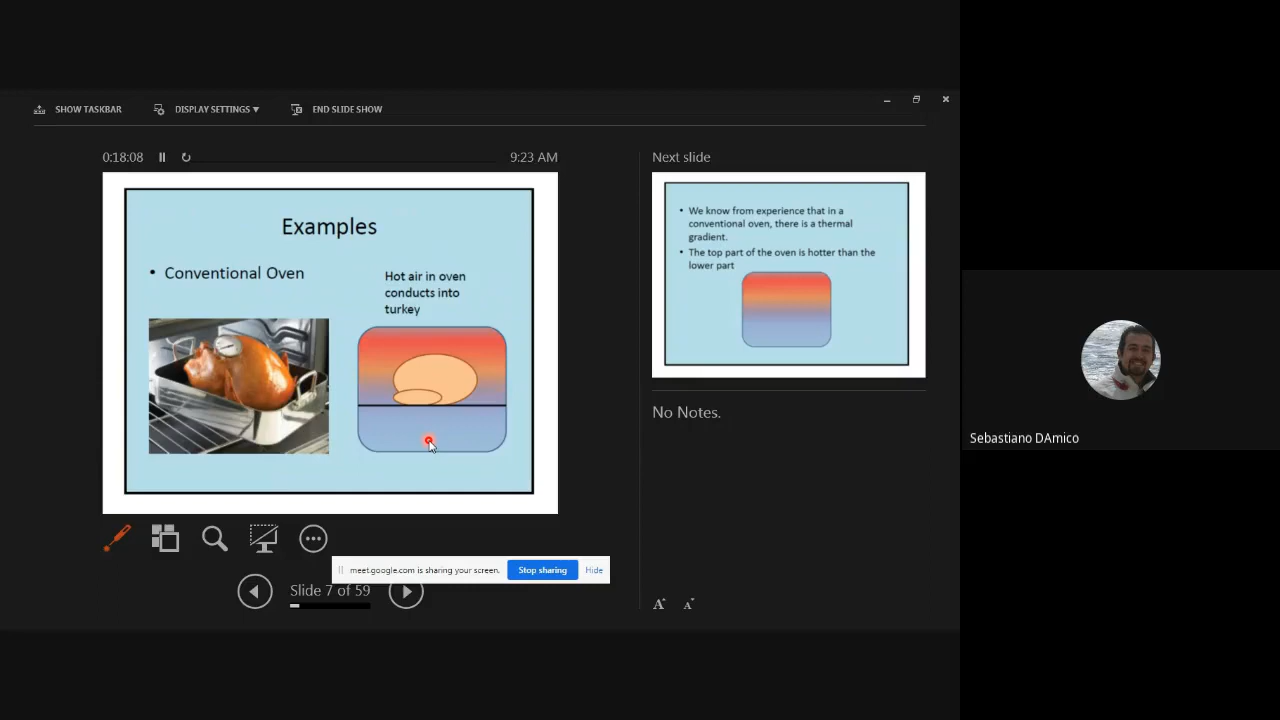 SHOW TASKBAR
DISPLAY SETTINGS
END SLIDE SHOW
0:18:08
9:23 AM
Examples
• Conventional Oven
Hot air in oven
conducts into
turkey
Next slide
• We know from experience that in a
conventional oven, there is a thermal
gradient.
• The top part of the oven is hotter than the
lower part
No Notes.
Sebastiano DAmico
meet.google.com is sharing your screen.
Stop sharing
Hide
Slide 7 of 59
A A